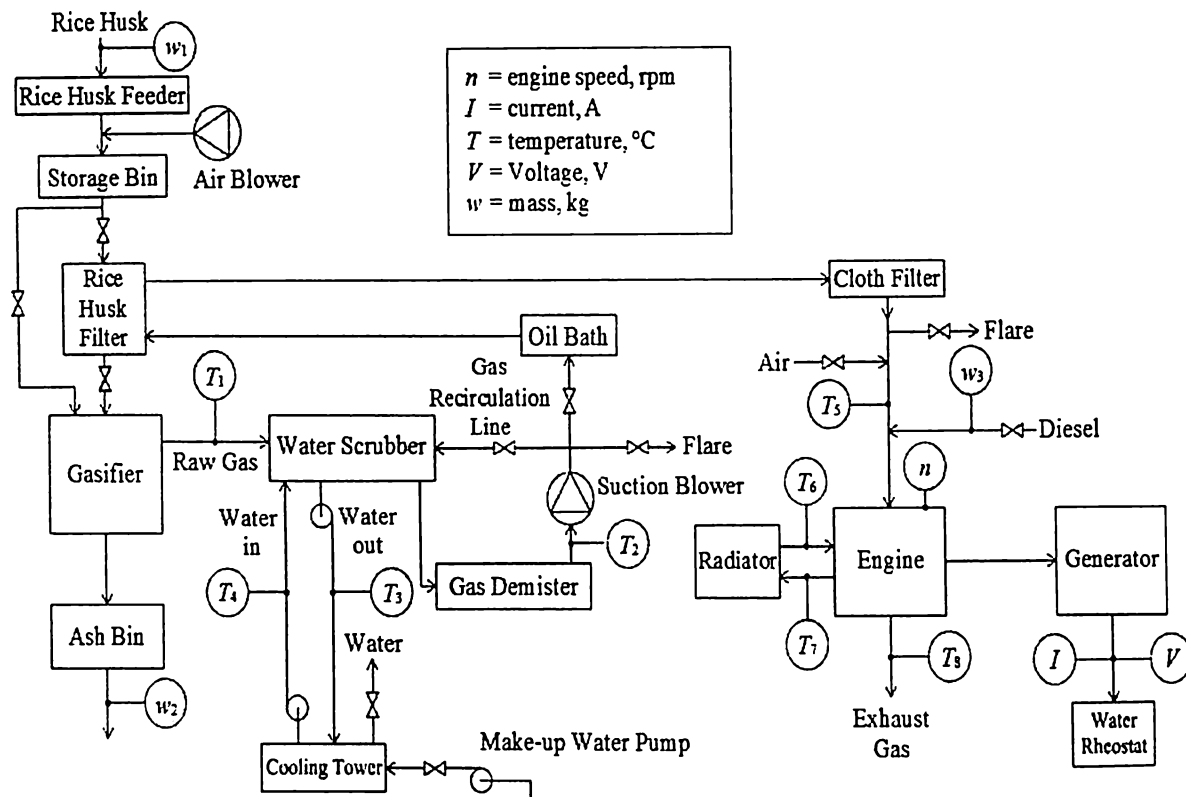 Rice Husk
w₁
Rice Husk Feeder
Air Blower
Storage Bin
n = engine speed, rpm
I = current, A
T = temperature, °C
V = Voltage, V
w = mass, kg
Rice
Husk
Filter
Cloth Filter
Oil Bath
Flare
Air
w₃
T₁
Gas
Recirculation
Line
T₅
Diesel
Gasifier
Raw Gas
Water Scrubber
Flare
n
Suction Blower
T₆
Water
in
Water
out
T₂
Radiator
Engine
Generator
T₄
T₃
Gas Demister
T₇
Ash Bin
Water
T₈
I
V
w₂
Exhaust
Gas
Water
Rheostat
Cooling Tower
Make-up Water Pump